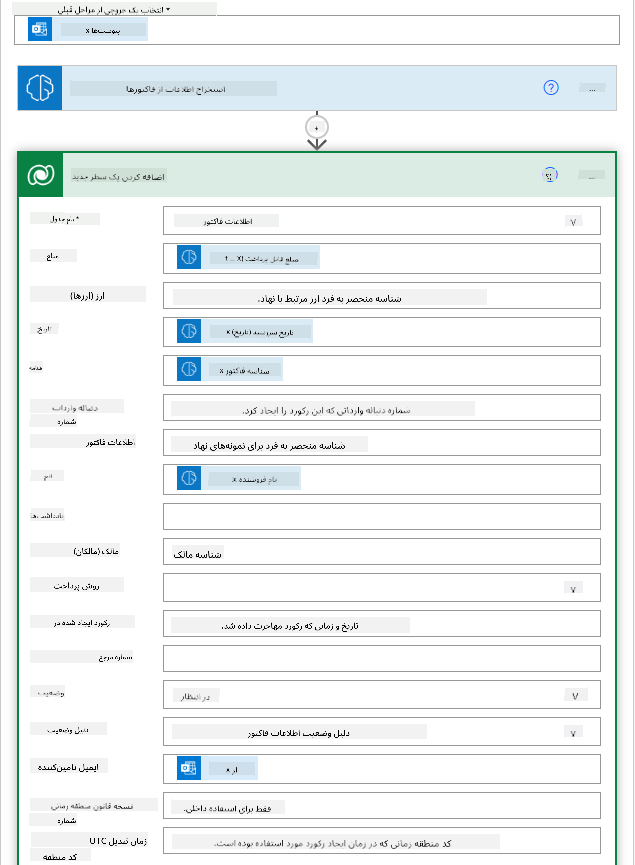 * انتخاب یک خروجی از مراحل قبلی
پیوست‌ها x
استخراج اطلاعات از فاکتورها
...
+
اضافه کردن یک سطر جدید
...
* نام جدول
اطلاعات فاکتور
مبلغ
مبلغ قابل پرداخت
ارز (ارزها)
شناسه منحصر به فرد ارز مرتبط با نهاد.
تاریخ
تاریخ سررسید (تاریخ) x
شناسه فاکتور x
دنباله واردات
شماره
شماره دنباله وارداتی که این رکورد را ایجاد کرد.
اطلاعات فاکتور
شناسه منحصر به فرد برای نمونه‌های نهاد
نام
نام فروشنده x
یادداشت‌ها
مالک (مالکان)
شناسه مالک
روش پرداخت
رکورد ایجاد شده در
تاریخ و زمانی که رکورد مهاجرت داده شد.
شماره مرجع
وضعیت
در انتظار
دلیل وضعیت
دلیل وضعیت اطلاعات فاکتور
ایمیل تامین‌کننده
از x
نسخه قانون منطقه زمانی
شماره
فقط برای استفاده داخلی.
زمان تبدیل UTC
کد منطقه
کد منطقه زمانی که در زمان ایجاد رکورد مورد استفاده بوده است.